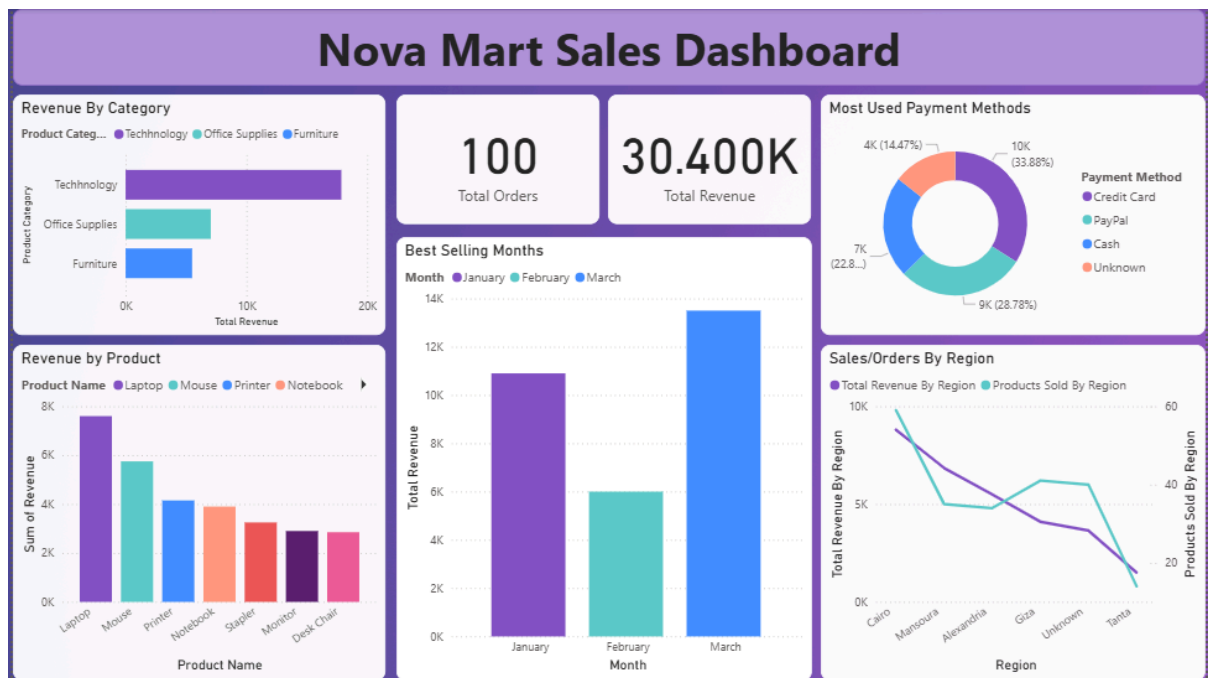 Nova Mart Sales Dashboard
Revenue By Category
Product Categ... Techhnology Office Supplies Furniture
Product Category
Techhnology
Office Supplies
Furniture
0K 10K 20K
Total Revenue
100
Total Orders
30.400K
Total Revenue
Most Used Payment Methods
4K (14.47%)
10K
(33.88%)
7K
(22.8...)
9K (28.78%)
Payment Method
Credit Card
PayPal
Cash
Unknown
Revenue by Product
Product Name Laptop Mouse Printer Notebook
Sum of Revenue
8K
6K
4K
2K
0K
Laptop Mouse Printer Notebook Stapler Monitor Desk Chair
Product Name
Best Selling Months
Month January February March
Total Revenue
14K
12K
10K
8K
6K
4K
2K
0K
January February March
Month
Sales/Orders By Region
Total Revenue By Region Products Sold By Region
Total Revenue By Region
10K
5K
0K
60
40
20
Products Sold By Region
Cairo Mansoura Alexandria Giza Unknown Tanta
Region